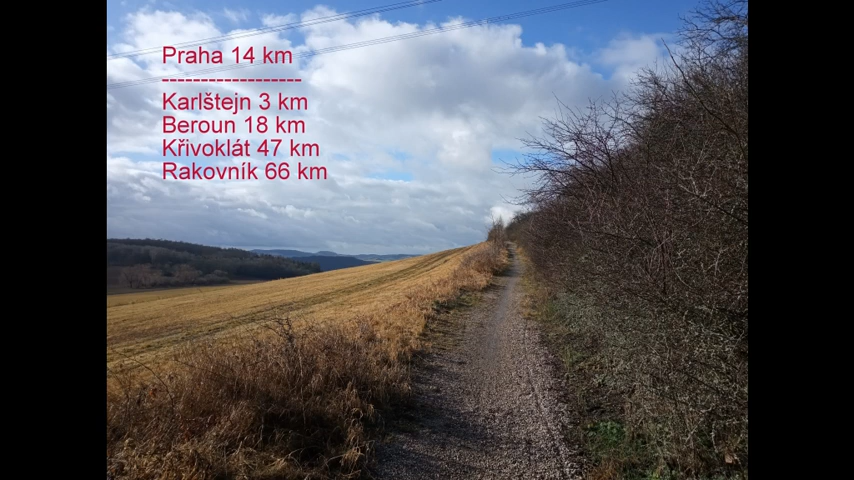 Praha 14 km
------------------
Karlštejn 3 km
Beroun 18 km
Křivoklát 47 km
Rakovník 66 km